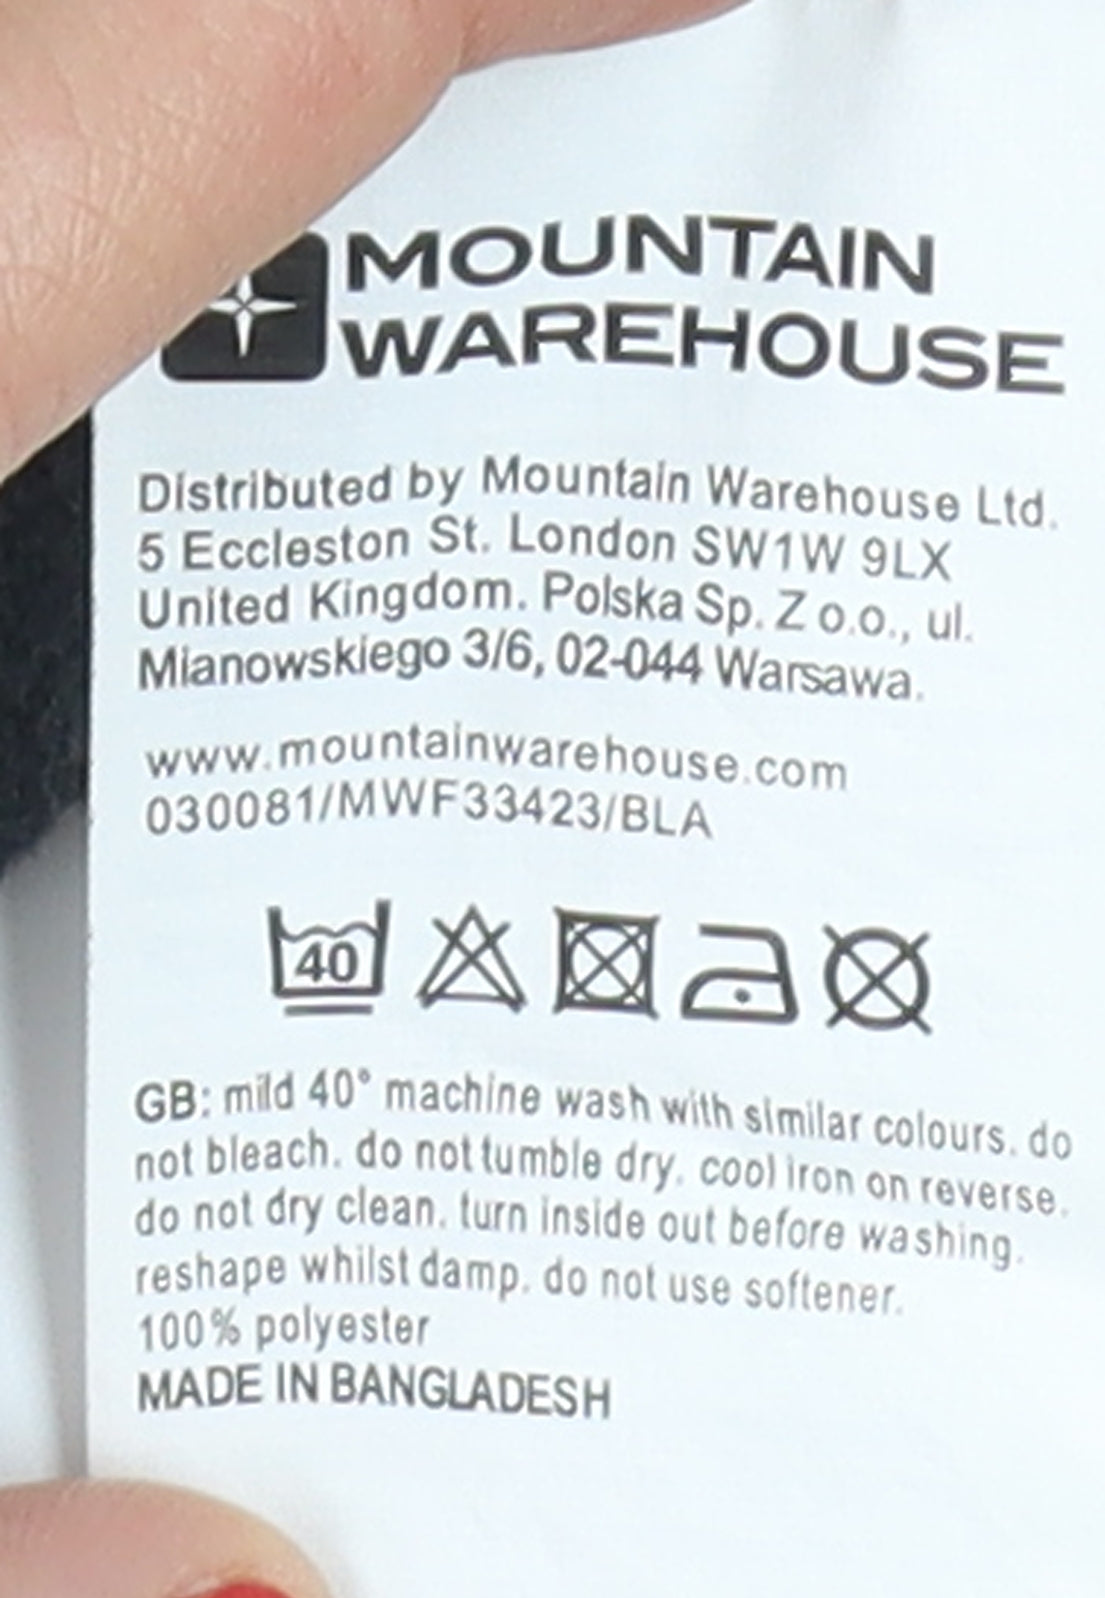 MOUNTAIN
WAREHOUSE
Distributed by Mountain Warehouse Ltd.
5 Eccleston St. London SW1W 9LX
United Kingdom. Polska Sp. Z o.o., ul.
Mianowskiego 3/6, 02-044 Warsawa.
www.mountainwarehouse.com
030081/MWF33423/BLA
40
GB: mild 40° machine wash with similar colours. do
not bleach. do not tumble dry. cool iron on reverse.
do not dry clean. turn inside out before washing.
reshape whilst damp. do not use softener.
100% polyester
MADE IN BANGLADESH